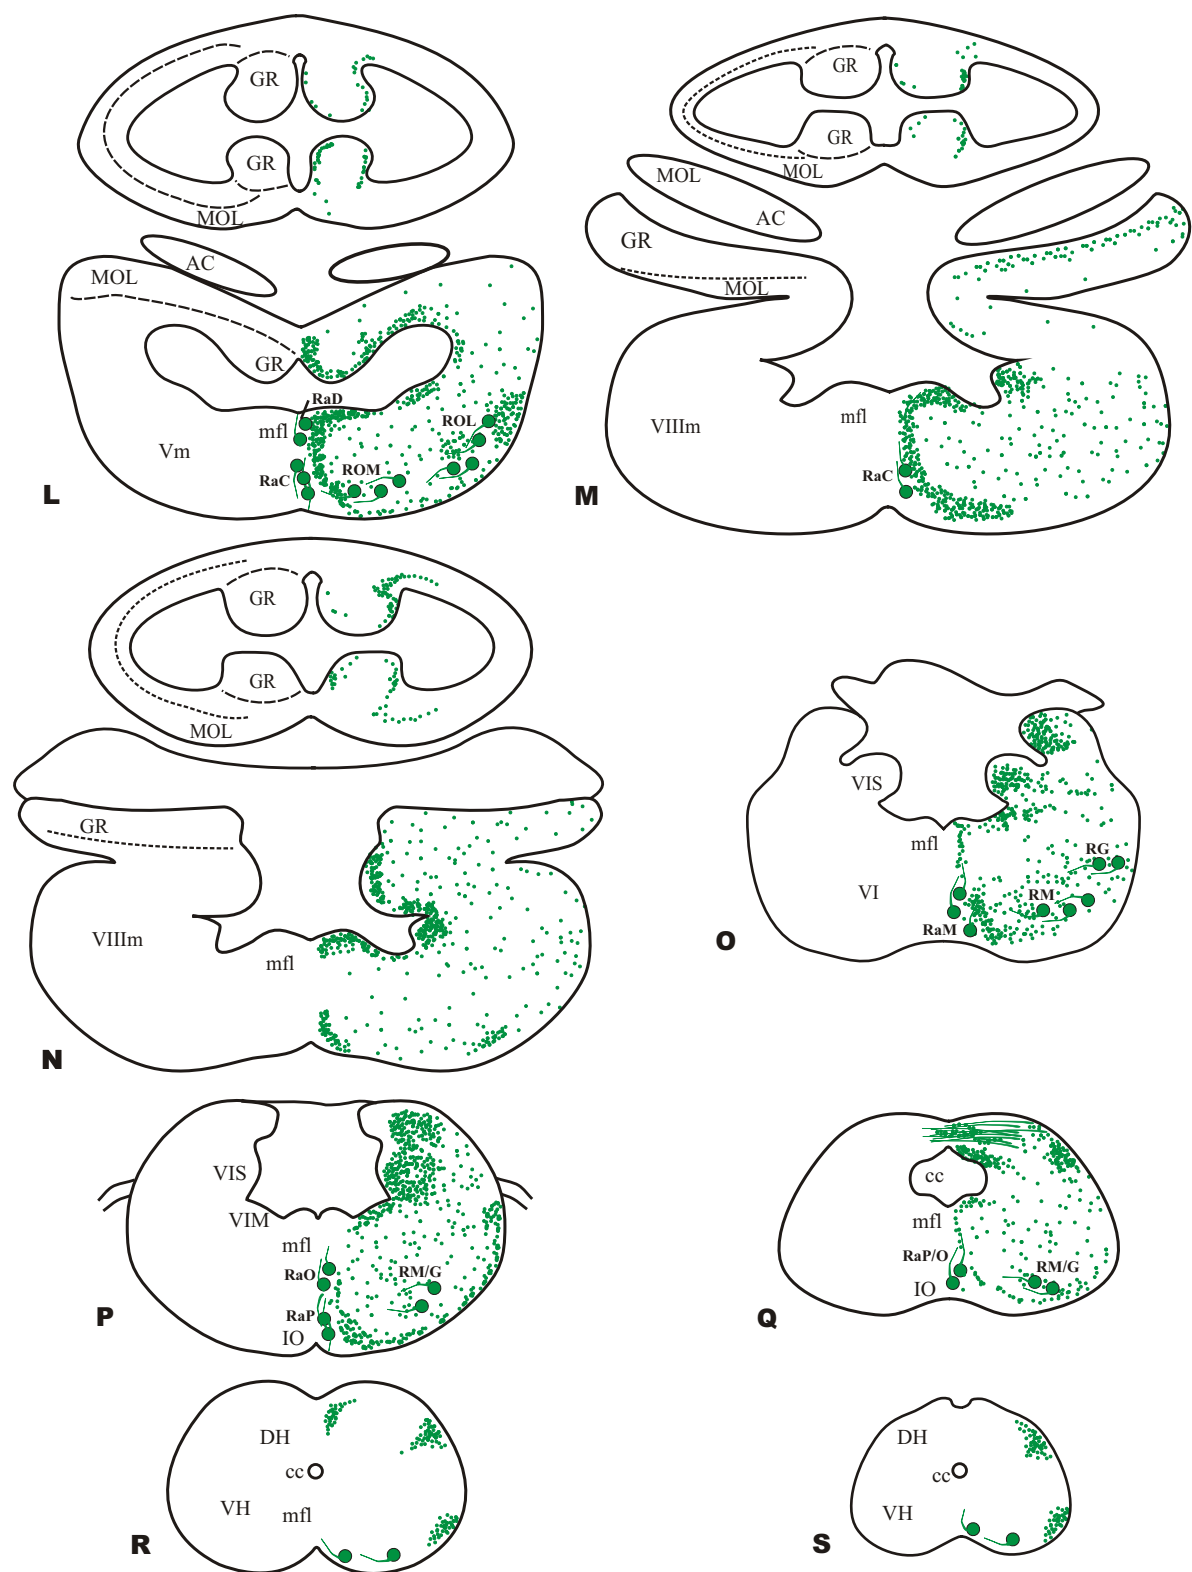 GR
GR
MOL
AC
MOL
GR
RaD
mfl
ROL
Vm
ROM
RaC
L
GR
GR
MOL
MOL
AC
GR
MOL
VIIIm
mfl
RaC
M
GR
GR
MOL
GR
VIIIm
mfl
N
VIS
mfl
RG
VI
RM
RaM
O
VIS
VIM
mfl
RaO
RM/G
RaP
IO
P
cc
mfl
RaP/O
RM/G
IO
Q
DH
cc
VH
mfl
R
DH
cc
VH
S